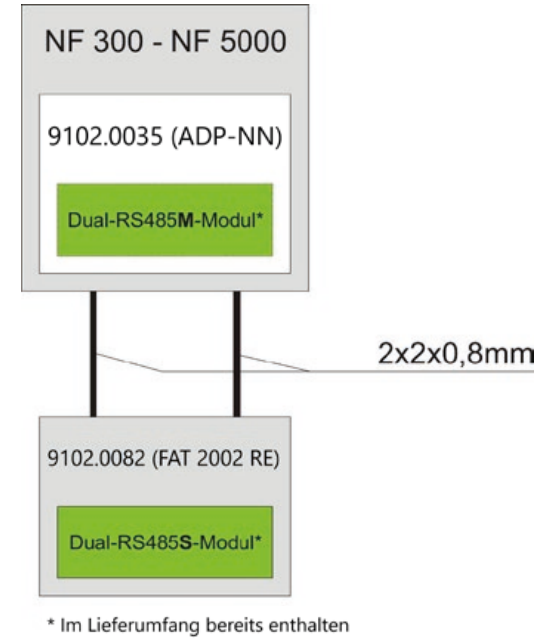 NF 300 - NF 5000
9102.0035 (ADP-NN)
Dual-RS485M-Modul*
2x2x0,8mm
9102.0082 (FAT 2002 RE)
Dual-RS485S-Modul*
* Im Lieferumfang bereits enthalten